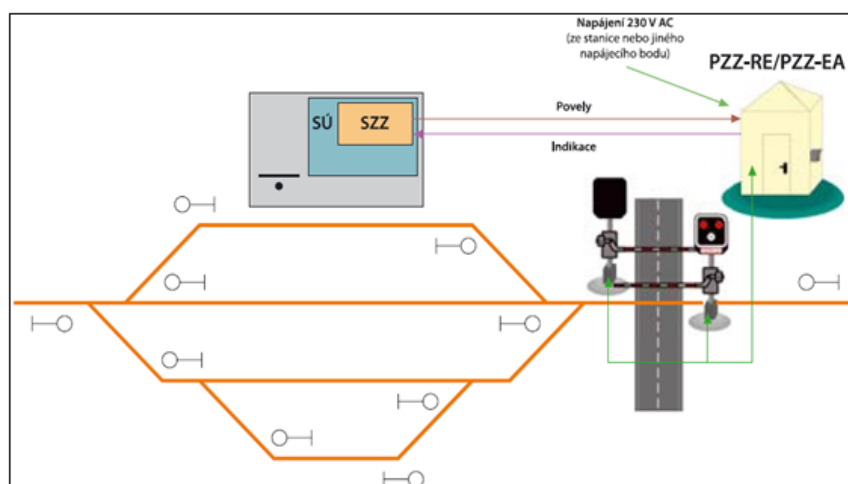 Napájení 230 V AC
(ze stanice nebo jiného
napájecího bodu)
PZZ-RE/PZZ-EA
SÚ
SZZ
Povely
Indikace